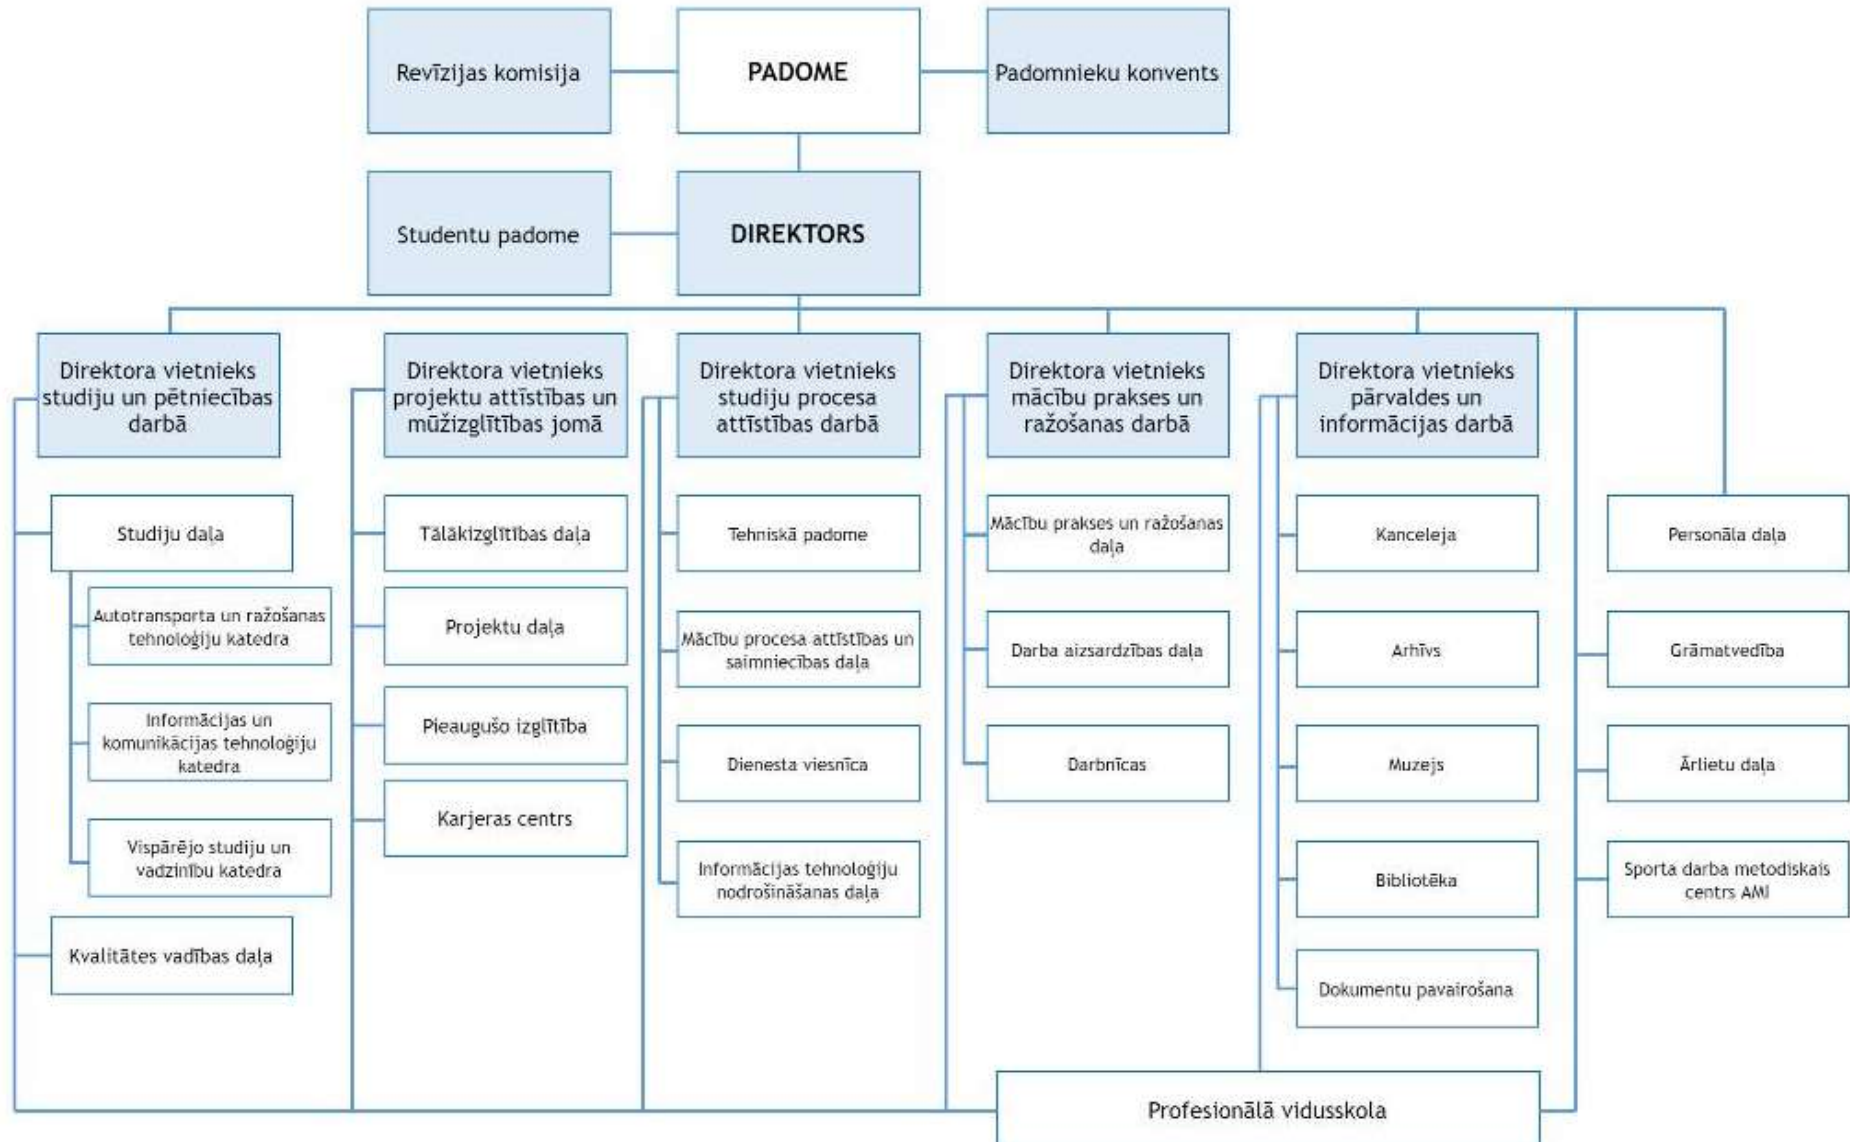 Revīzijas komisija
PADOME
Padomnieku konvents
Studentu padome
DIREKTORS
Direktora vietnieks
studiju un pētniecības
darbā
Direktora vietnieks
projektu attīstības un
mūžizglītības jomā
Direktora vietnieks
studiju procesa
attīstības darbā
Direktora vietnieks
mācību prakses un
ražošanas darbā
Direktora vietnieks
pārvaldes un
informācijas darbā
Studiju daļa
Autotransporta un ražošanas
tehnoloģiju katedra
Informācijas un
komunikācijas tehnoloģiju
katedra
Vispārējo studiju un
vadzinību katedra
Kvalitātes vadības daļa
Tālākizglītības daļa
Projektu daļa
Pieaugušo izglītība
Karjeras centrs
Tehniskā padome
Mācību procesa attīstības un
saimniecības daļa
Dienesta viesnīca
Informācijas tehnoloģiju
nodrošināšanas daļa
Mācību prakses un ražošanas
daļa
Darba aizsardzības daļa
Darbnīcas
Kanceleja
Arhīvs
Muzejs
Bibliotēka
Dokumentu pavairošana
Personāla daļa
Grāmatvedība
Ārlietu daļa
Sporta darba metodiskais
centrs AMI
Profesionālā vidusskola